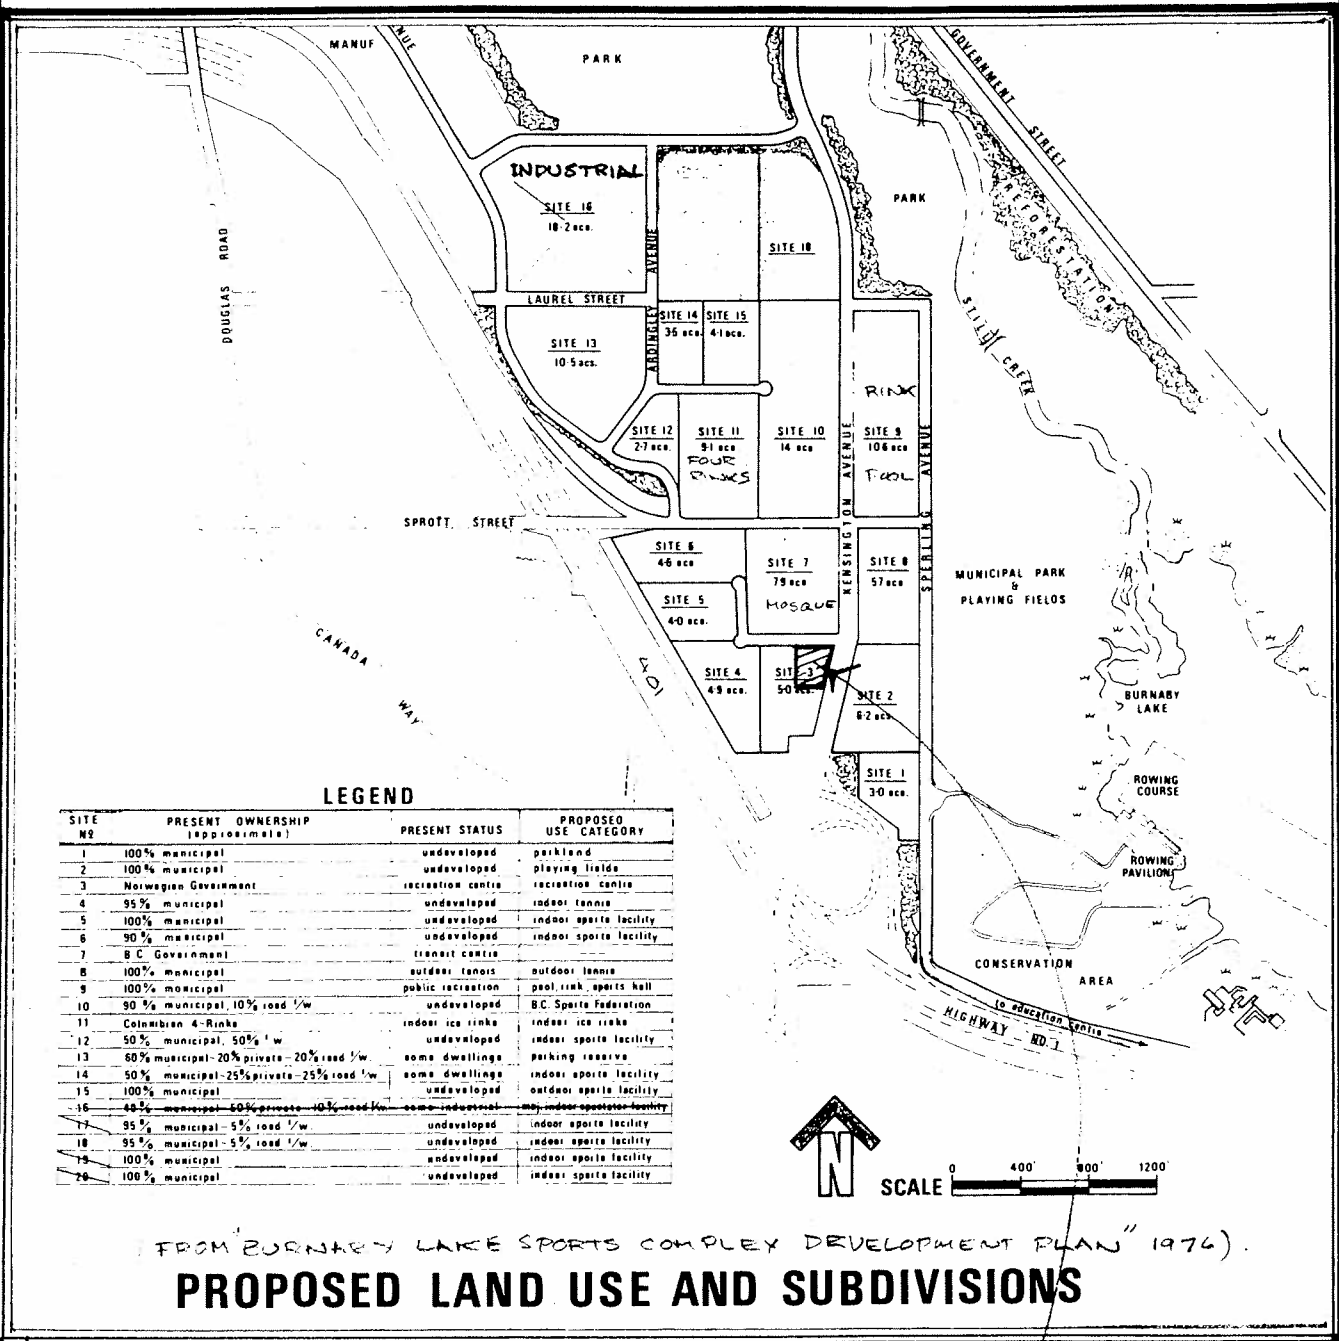 MANUF
NUE
PARK
GOVERNMENT STREET
INDUSTRIAL
SITE 16
18·2 acs.
AVENUE
PARK
REFORESTATION
SITE 18
DOUGLAS ROAD
LAUREL STREET
ARDINGLEY
SITE 14
3·5 acs.
SITE 15
4·1 acs.
STILL CREEK
SITE 13
10·5 acs.
RINK
SITE 12
2·7 acs.
SITE 11
9·1 acs
FOUR
RINKS
SITE 10
14 acs
KENSINGTON AVENUE
SITE 9
10·6 acs
POOL
SPERLING AVENUE
SPROTT STREET
SITE 6
4·6 acs
SITE 7
7·9 acs
MOSQUE
SITE 8
5·7 acs
MUNICIPAL PARK
&
PLAYING FIELDS
SITE 5
4·0 acs.
CANADA WAY
401
SITE 4
4·9 acs.
SITE 3
5·0 acs.
SITE 2
6·2 acs
BURNABY
LAKE
SITE 1
3·0 acs.
ROWING
COURSE
ROWING
PAVILION
CONSERVATION
AREA
to education centre
HIGHWAY NO. 1
LEGEND
SITE Nº PRESENT OWNERSHIP (approximate) PRESENT STATUS PROPOSED USE CATEGORY
1 100% municipal undeveloped parkland
2 100% municipal undeveloped playing fields
3 Norwegian Government recreation centre recreation centre
4 95% municipal undeveloped indoor tennis
5 100% municipal undeveloped indoor sports facility
6 90% municipal undeveloped indoor sports facility
7 B.C. Government transit centre
8 100% municipal outdoor tennis outdoor tennis
9 100% municipal public recreation pool, rink, sports hall
10 90% municipal, 10% road r/w undeveloped B.C. Sports Federation
11 Columbian 4-Rinks indoor ice rinks indoor ice rinks
12 50% municipal, 50% r w undeveloped indoor sports facility
13 60% municipal-20% private-20% road r/w. some dwellings parking reserve
14 50% municipal-25% private-25% road r/w some dwellings indoor sports facility
15 100% municipal undeveloped outdoor sports facility
16 40% municipal 50% private 10% road r/w some industrial maj. indoor spectator facility
17 95% municipal-5% road r/w. undeveloped indoor sports facility
18 95% municipal-5% road r/w. undeveloped indoor sports facility
19 100% municipal undeveloped indoor sports facility
20 100% municipal undeveloped indoor sports facility
N
SCALE 0 400' 800' 1200'
FROM "BURNABY LAKE SPORTS COMPLEX DEVELOPMENT PLAN" 1976).
PROPOSED LAND USE AND SUBDIVISIONS